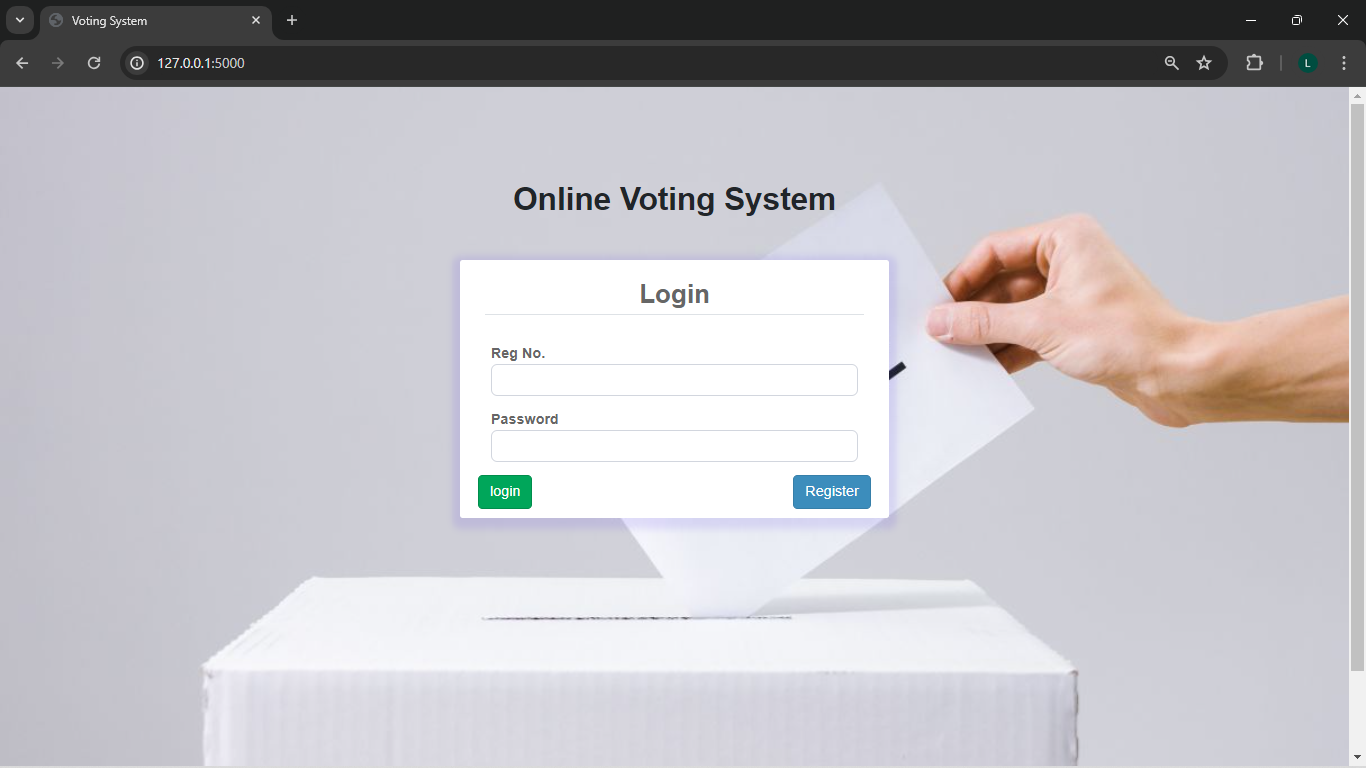 Voting System
127.0.0.1:5000
L
Online Voting System
Login
Reg No.
Password
login
Register